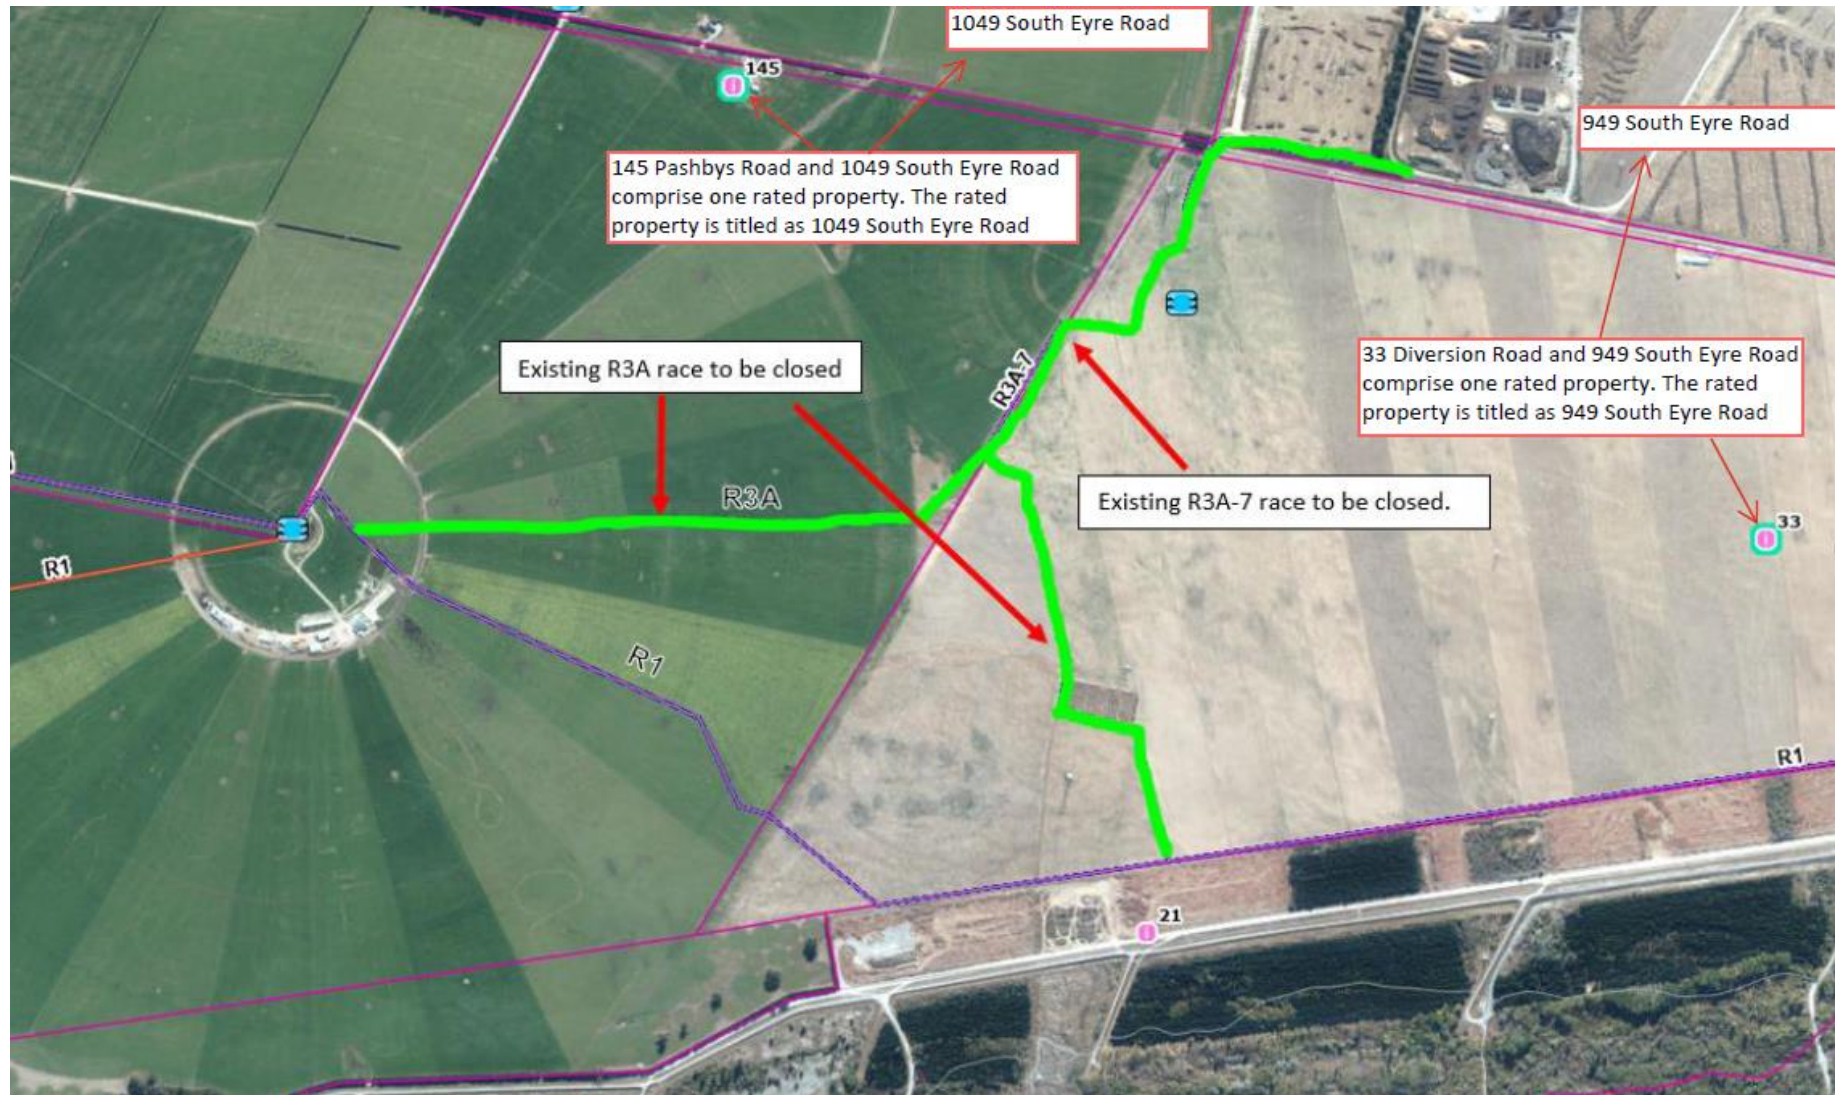 1049 South Eyre Road
145
949 South Eyre Road
145 Pashbys Road and 1049 South Eyre Road
comprise one rated property. The rated
property is titled as 1049 South Eyre Road
33 Diversion Road and 949 South Eyre Road
comprise one rated property. The rated
property is titled as 949 South Eyre Road
Existing R3A race to be closed
R3A-7
R3A
Existing R3A-7 race to be closed.
33
R1
R1
R1
21